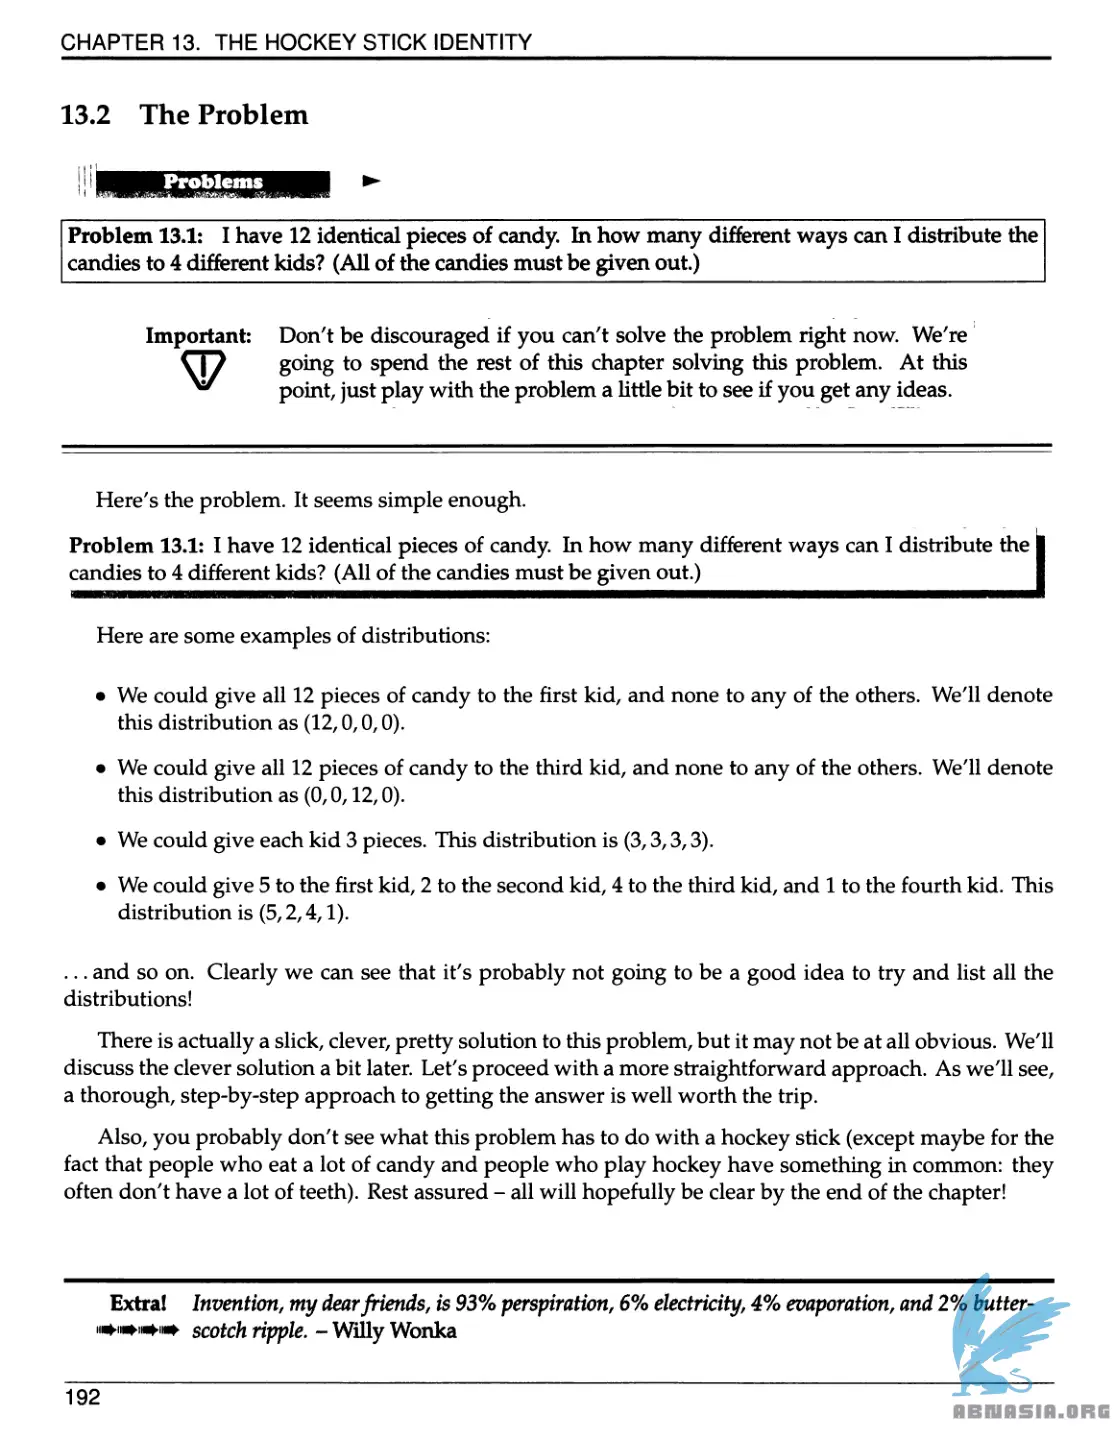 CHAPTER 13. THE HOCKEY STICK IDENTITY
13.2 The Problem
Problems
Problem 13.1: I have 12 identical pieces of candy. In how many different ways can I distribute the
candies to 4 different kids? (All of the candies must be given out.)
Important: Don't be discouraged if you can't solve the problem right now. We're
going to spend the rest of this chapter solving this problem. At this
point, just play with the problem a little bit to see if you get any ideas.
Here's the problem. It seems simple enough.
Problem 13.1: I have 12 identical pieces of candy. In how many different ways can I distribute the
candies to 4 different kids? (All of the candies must be given out.)
Here are some examples of distributions:
• We could give all 12 pieces of candy to the first kid, and none to any of the others. We'll denote
this distribution as (12, 0, 0, 0).
• We could give all 12 pieces of candy to the third kid, and none to any of the others. We'll denote
this distribution as (0, 0, 12, 0).
• We could give each kid 3 pieces. This distribution is (3, 3, 3, 3).
• We could give 5 to the first kid, 2 to the second kid, 4 to the third kid, and 1 to the fourth kid. This
distribution is (5, 2, 4, 1).
... and so on. Clearly we can see that it's probably not going to be a good idea to try and list all the
distributions!
There is actually a slick, clever, pretty solution to this problem, but it may not be at all obvious. We'll
discuss the clever solution a bit later. Let's proceed with a more straightforward approach. As we'll see,
a thorough, step-by-step approach to getting the answer is well worth the trip.
Also, you probably don't see what this problem has to do with a hockey stick (except maybe for the
fact that people who eat a lot of candy and people who play hockey have something in common: they
often don't have a lot of teeth). Rest assured – all will hopefully be clear by the end of the chapter!
Extra! Invention, my dear friends, is 93% perspiration, 6% electricity, 4% evaporation, and 2% butter-
scotch ripple. – Willy Wonka
192
ABNASIA.ORG